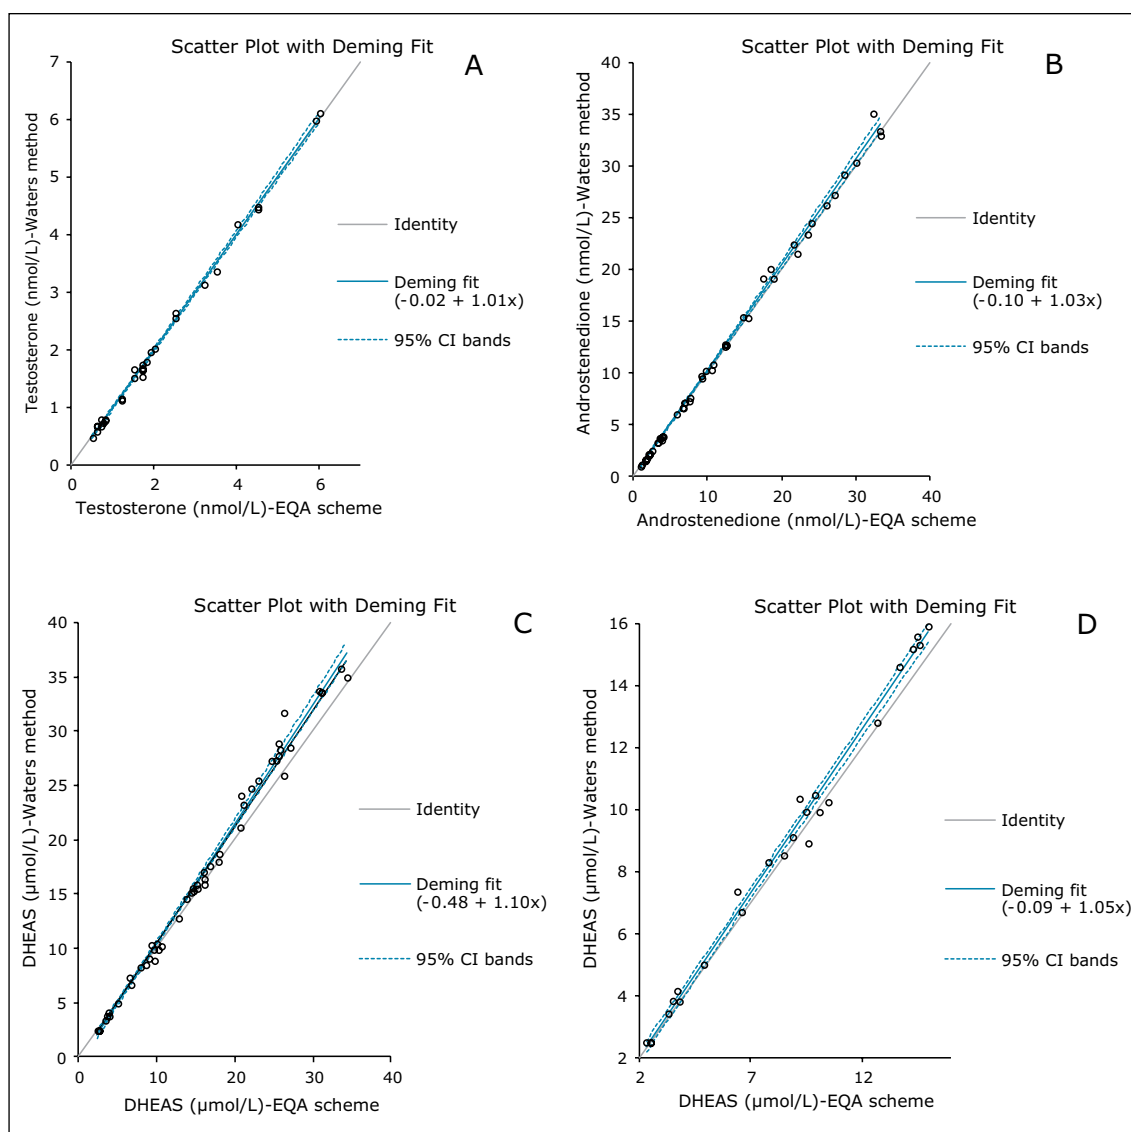 Scatter Plot with Deming Fit
A
Testosterone (nmol/L)-Waters method
7
6
5
4
3
2
1
0
0 2 4 6
Testosterone (nmol/L)-EQA scheme
Identity
Deming fit
(-0.02 + 1.01x)
95% CI bands
Scatter Plot with Deming Fit
B
Androstenedione (nmol/L)-Waters method
40
35
30
25
20
15
10
5
0
0 10 20 30 40
Androstenedione (nmol/L)-EQA scheme
Identity
Deming fit
(-0.10 + 1.03x)
95% CI bands
Scatter Plot with Deming Fit
C
DHEAS (μmol/L)-Waters method
40
35
30
25
20
15
10
5
0
0 10 20 30 40
DHEAS (μmol/L)-EQA scheme
Identity
Deming fit
(-0.48 + 1.10x)
95% CI bands
Scatter Plot with Deming Fit
D
DHEAS (μmol/L)-Waters method
16
14
12
10
8
6
4
2
2 7 12
DHEAS (μmol/L)-EQA scheme
Identity
Deming fit
(-0.09 + 1.05x)
95% CI bands